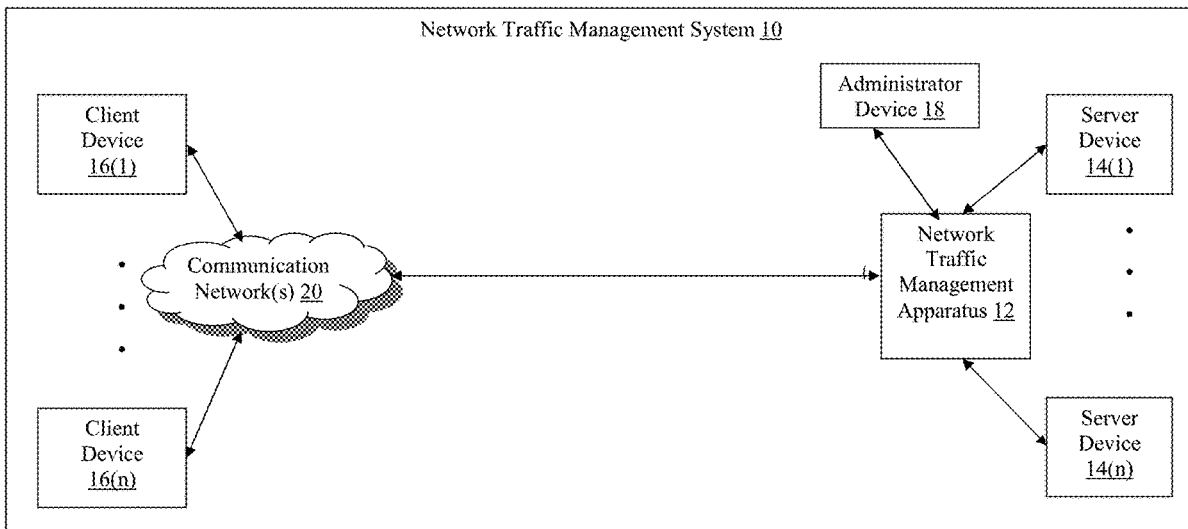 Network Traffic Management System 10
Administrator
Device 18
Client
Device
16(1)
Server
Device
14(1)
Communication
Network(s) 20
Network
Traffic
Management
Apparatus 12
Client
Device
16(n)
Server
Device
14(n)